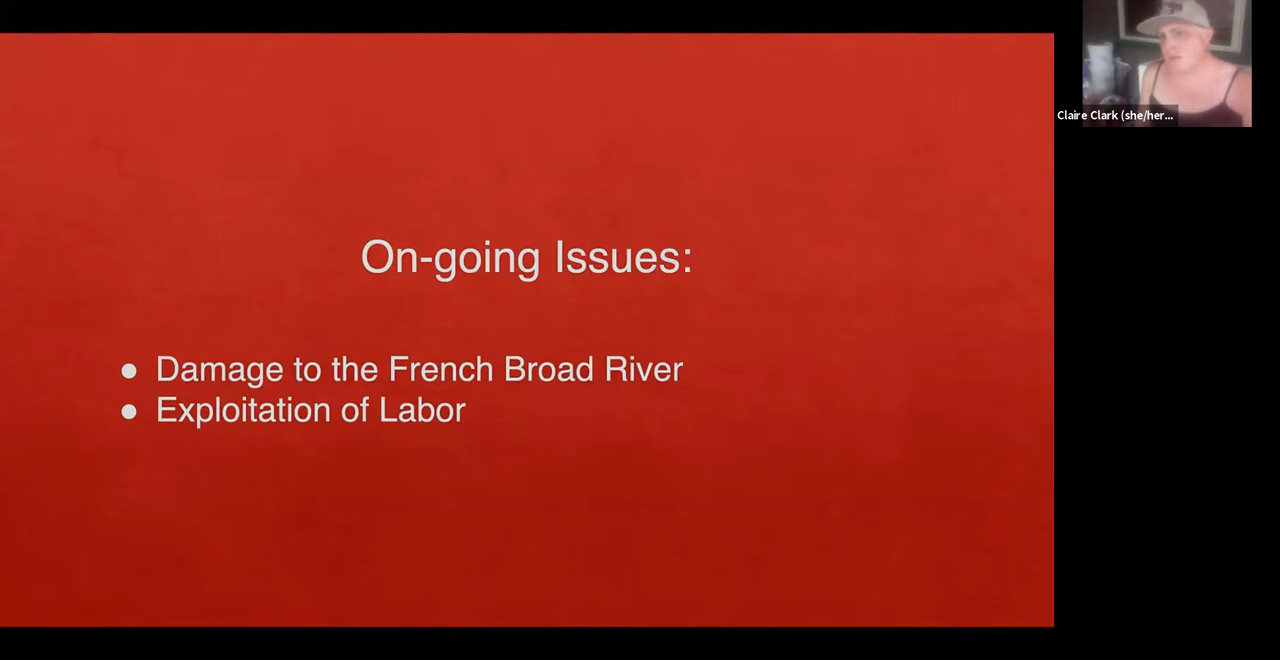 On-going Issues:
● Damage to the French Broad River
● Exploitation of Labor
Claire Clark (she/her...